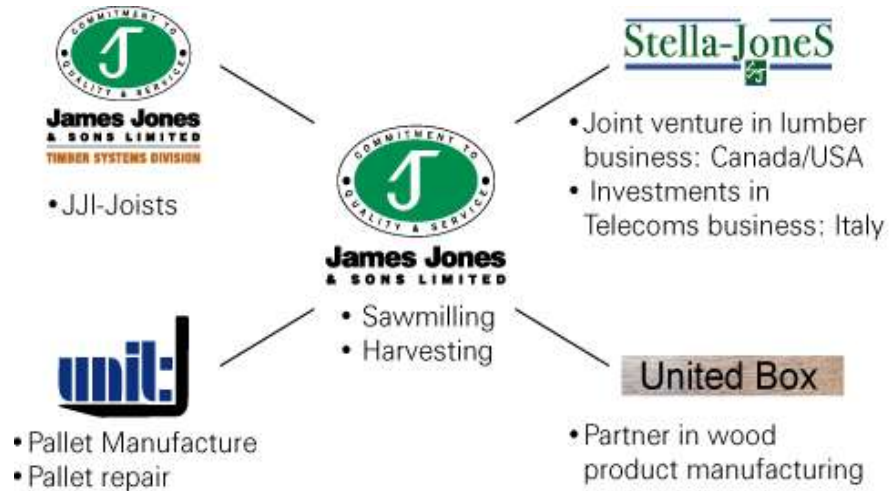 COMMITMENT TO
QUALITY & SERVICE
James Jones
& SONS LIMITED
TIMBER SYSTEMS DIVISION
• JJI-Joists
Stella-JoneS
SJ
• Joint venture in lumber
business: Canada/USA
• Investments in
Telecoms business: Italy
COMMITMENT TO
J
QUALITY & SERVICE
James Jones
& SONS LIMITED
• Sawmilling
• Harvesting
unit
• Pallet Manufacture
• Pallet repair
United Box
• Partner in wood
product manufacturing